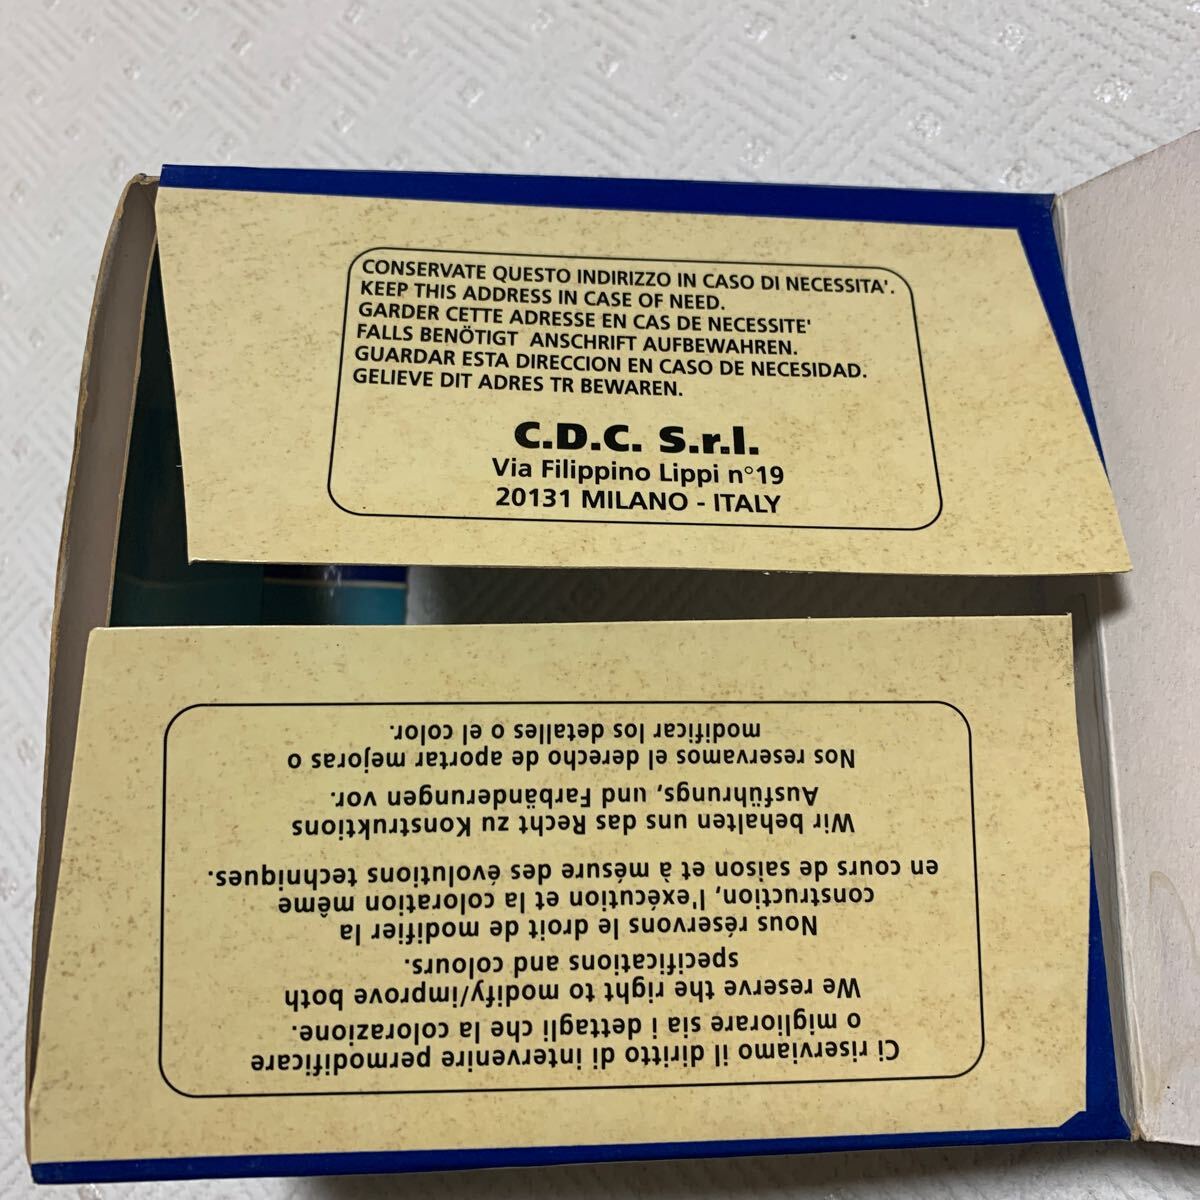 CONSERVATE QUESTO INDIRIZZO IN CASO DI NECESSITA'.
KEEP THIS ADDRESS IN CASE OF NEED.
GARDER CETTE ADRESSE EN CAS DE NECESSITE'
FALLS BENÖTIGT ANSCHRIFT AUFBEWAHREN.
GUARDAR ESTA DIRECCION EN CASO DE NECESIDAD.
GELIEVE DIT ADRES TR BEWAREN.
C.D.C. S.r.l.
Via Filippino Lippi n°19
20131 MILANO - ITALY
Ci riserviamo il diritto di intervenire permodificare
o migliorare sia i dettagli che la colorazione.
We reserve the right to modify/improve both
specifications and colours.
Nous réservons le droit de modifier la
construction, l'exécution et la coloration même
en cours de saison et à mésure des évolutions techniques.
Wir behalten uns das Recht zu Konstruktions
Ausführungs, und Farbänderungen vor.
Nos reservamos el derecho de aportar mejoras o
modificar los detalles o el color.